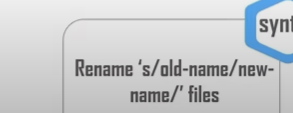 synt
Rename ‘s/old-name/new-
name/’ files